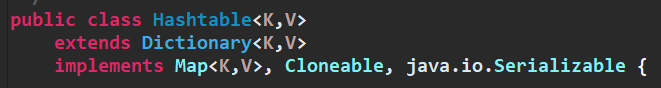 public class Hashtable<K,V>
    extends Dictionary<K,V>
    implements Map<K,V>, Cloneable, java.io.Serializable {